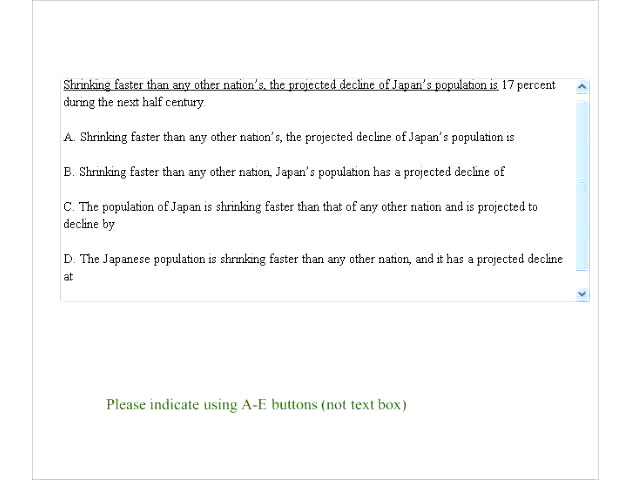 Shrinking faster than any other nation's, the projected decline of Japan's population is 17 percent
during the next half century.
A. Shrinking faster than any other nation's, the projected decline of Japan's population is
B. Shrinking faster than any other nation, Japan's population has a projected decline of
C. The population of Japan is shrinking faster than that of any other nation and is projected to
decline by
D. The Japanese population is shrinking faster than any other nation, and it has a projected decline
at
Please indicate using A-E buttons (not text box)